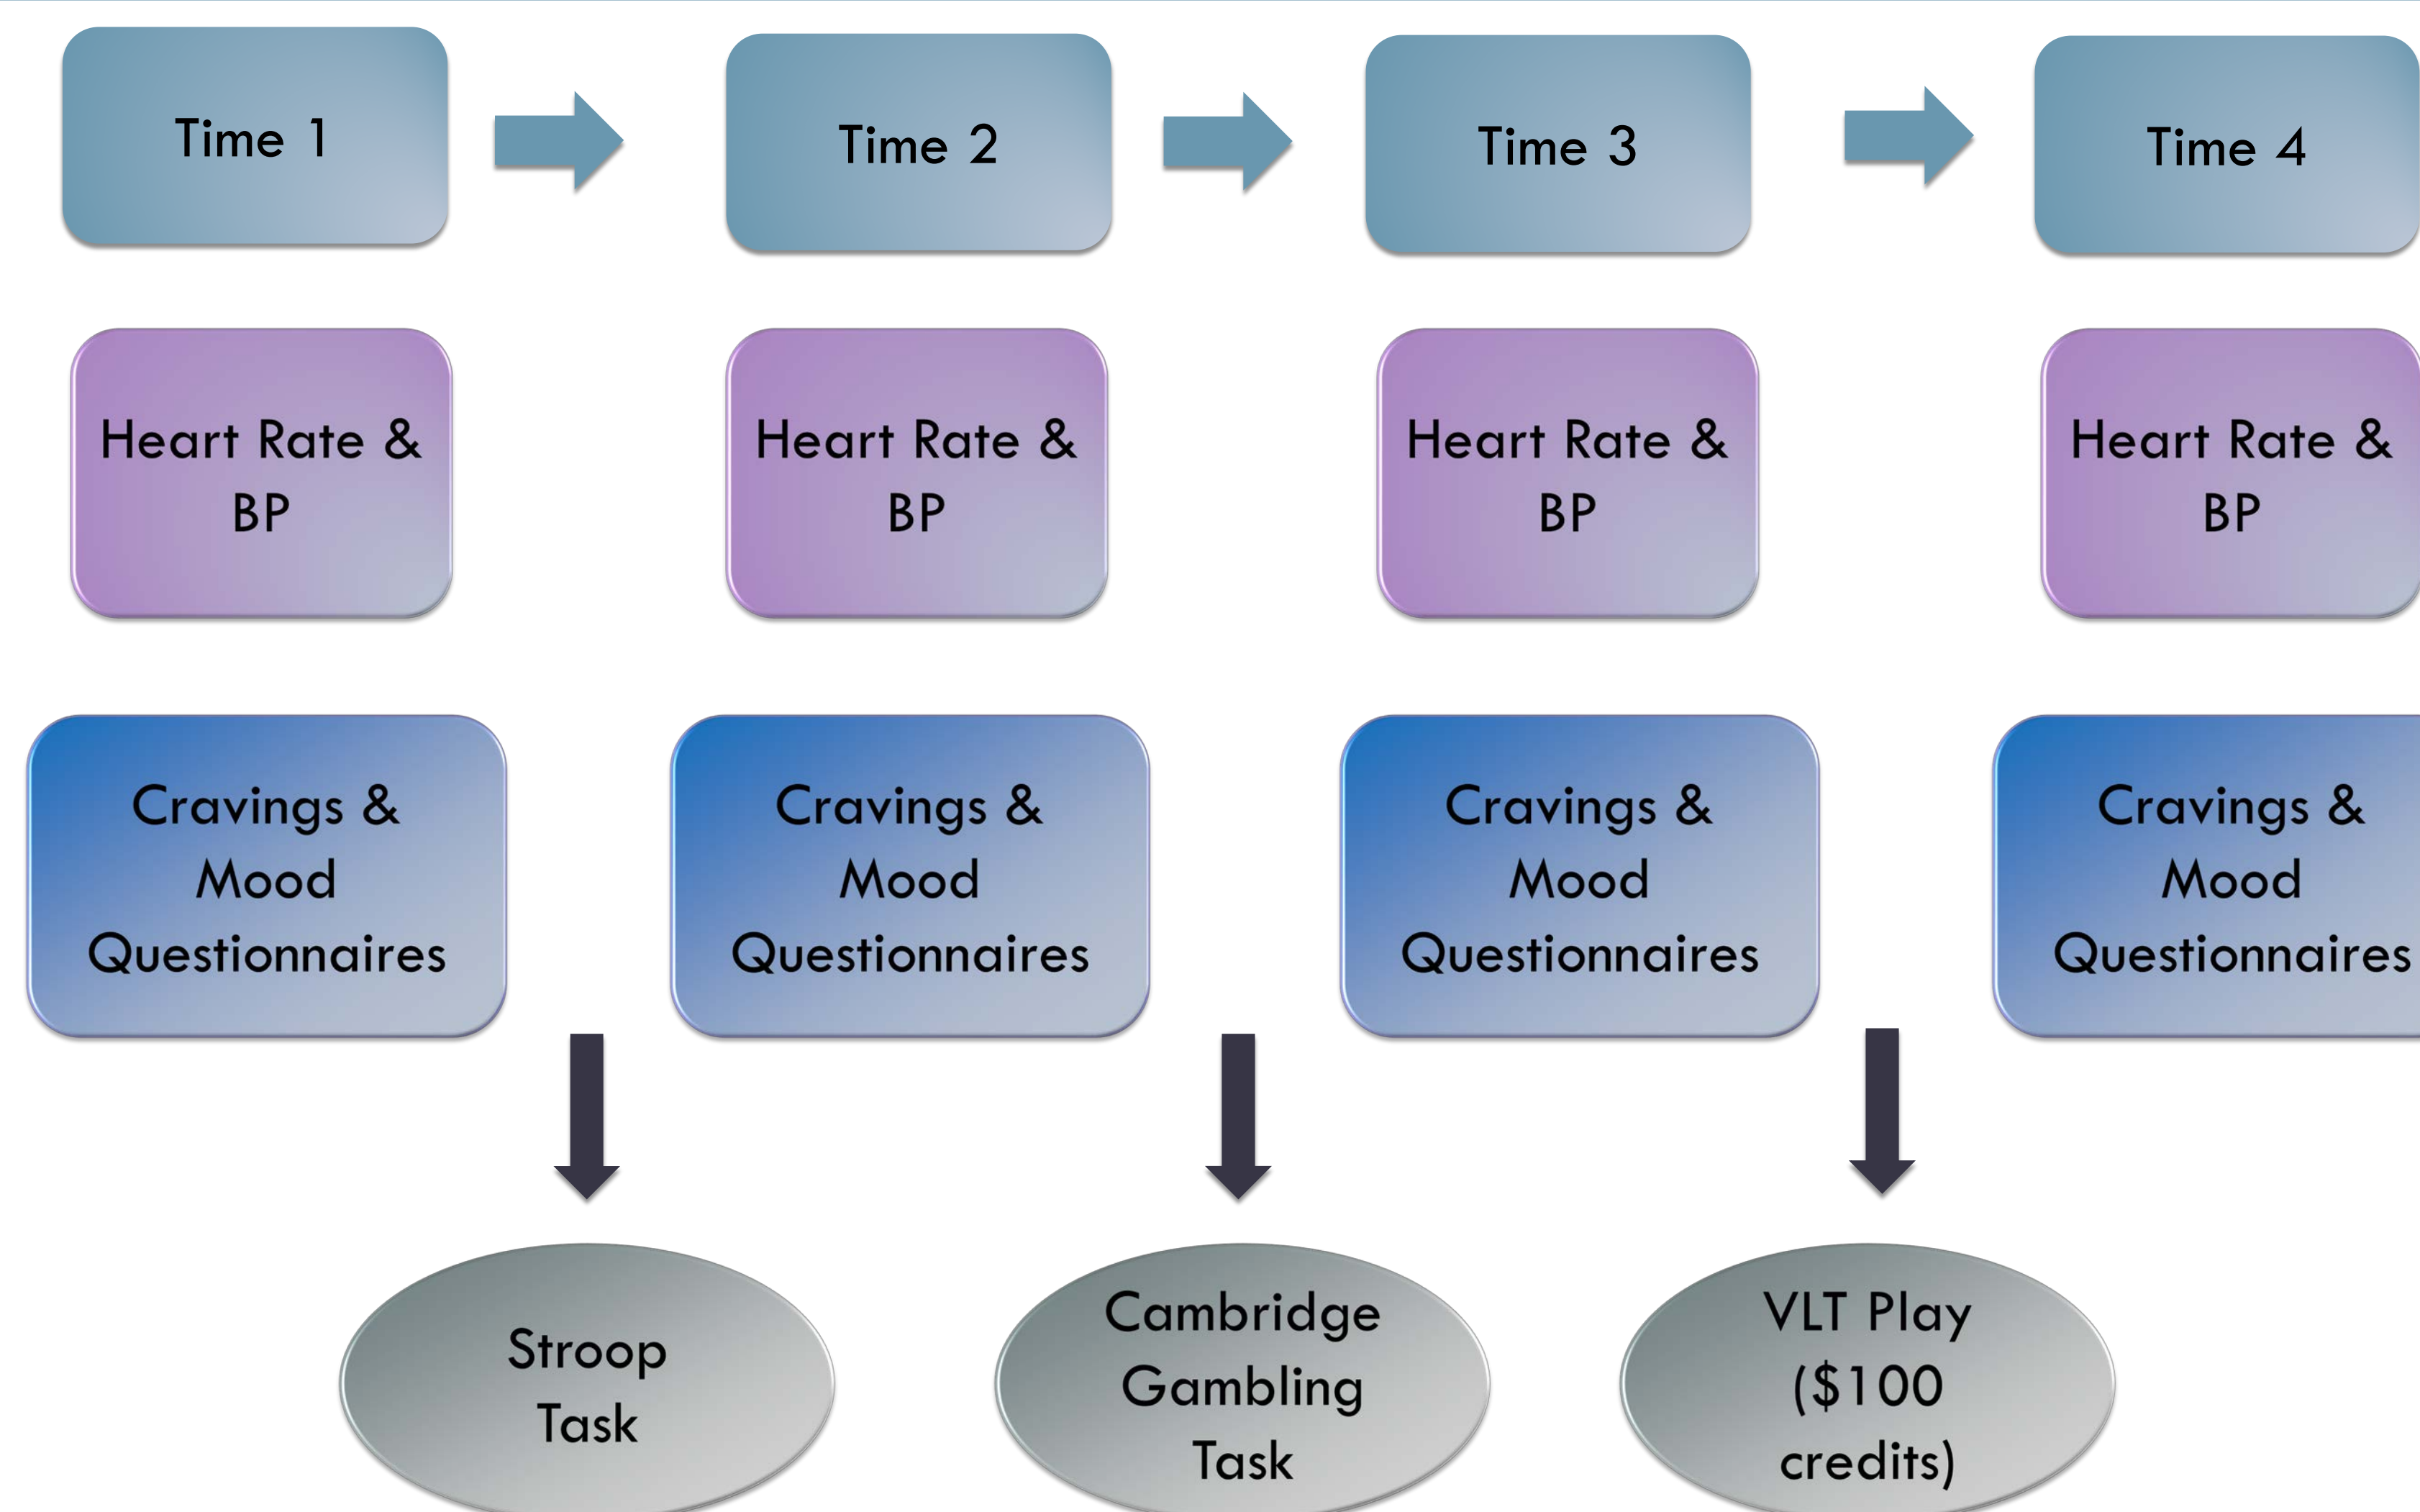 Time 1
Time 2
Time 3
Time 4
Heart Rate &
BP
Heart Rate &
BP
Heart Rate &
BP
Heart Rate &
BP
Cravings &
Mood
Questionnaires
Cravings &
Mood
Questionnaires
Cravings &
Mood
Questionnaires
Cravings &
Mood
Questionnaires
Stroop
Task
Cambridge
Gambling
Task
VLT Play
($100
credits)